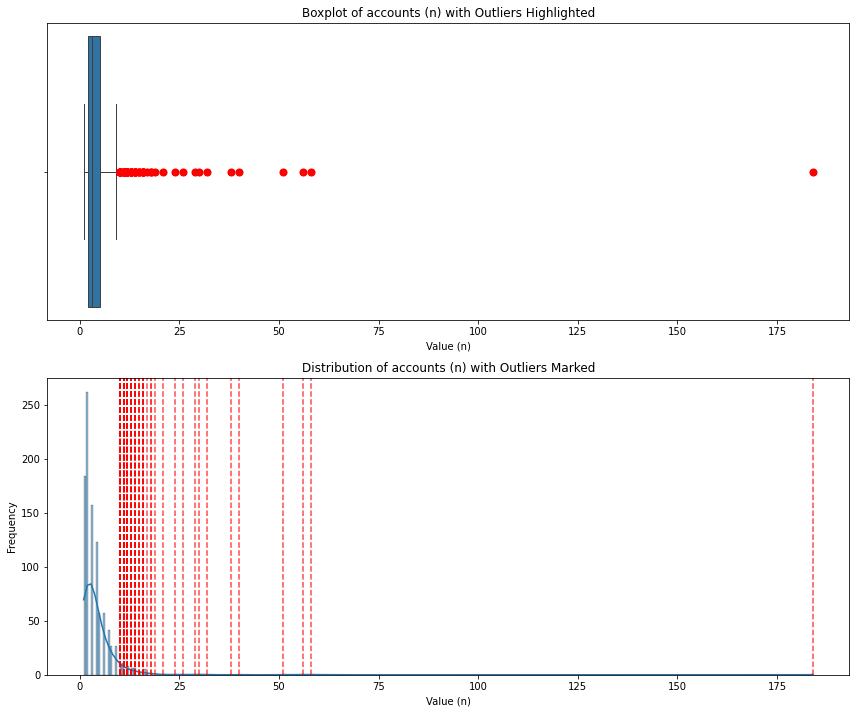 Boxplot of accounts (n) with Outliers Highlighted
0 25 50 75 100 125 150 175
Value (n)
Distribution of accounts (n) with Outliers Marked
250
200
150
100
50
0
Frequency
0 25 50 75 100 125 150 175
Value (n)